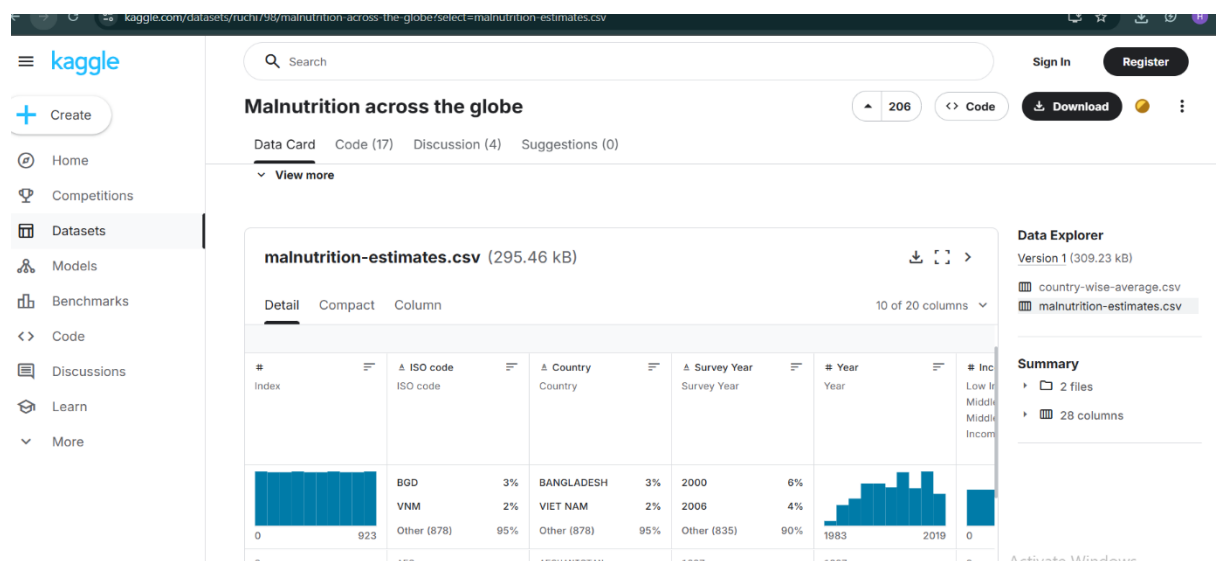 kaggle.com/datasets/ruchi798/malnutrition-across-the-globe?select=malnutrition-estimates.csv
H
kaggle
Search
Sign In
Register
Create
Malnutrition across the globe
206
<> Code
Download
Home
Data Card
Code (17)
Discussion (4)
Suggestions (0)
View more
Competitions
Datasets
Models
Benchmarks
Code
Discussions
Learn
More
malnutrition-estimates.csv (295.46 kB)
Detail
Compact
Column
10 of 20 columns
#
Index
ISO code
ISO code
Country
Country
Survey Year
Survey Year
# Year
Year
# Inc
Low In
Middle
Middle
Incom
0
923
BGD 3%
VNM 2%
Other (878) 95%
BANGLADESH 3%
VIET NAM 2%
Other (878) 95%
2000 6%
2006 4%
Other (835) 90%
1983
2019
0
Data Explorer
Version 1 (309.23 kB)
country-wise-average.csv
malnutrition-estimates.csv
Summary
2 files
28 columns
Activate Windows